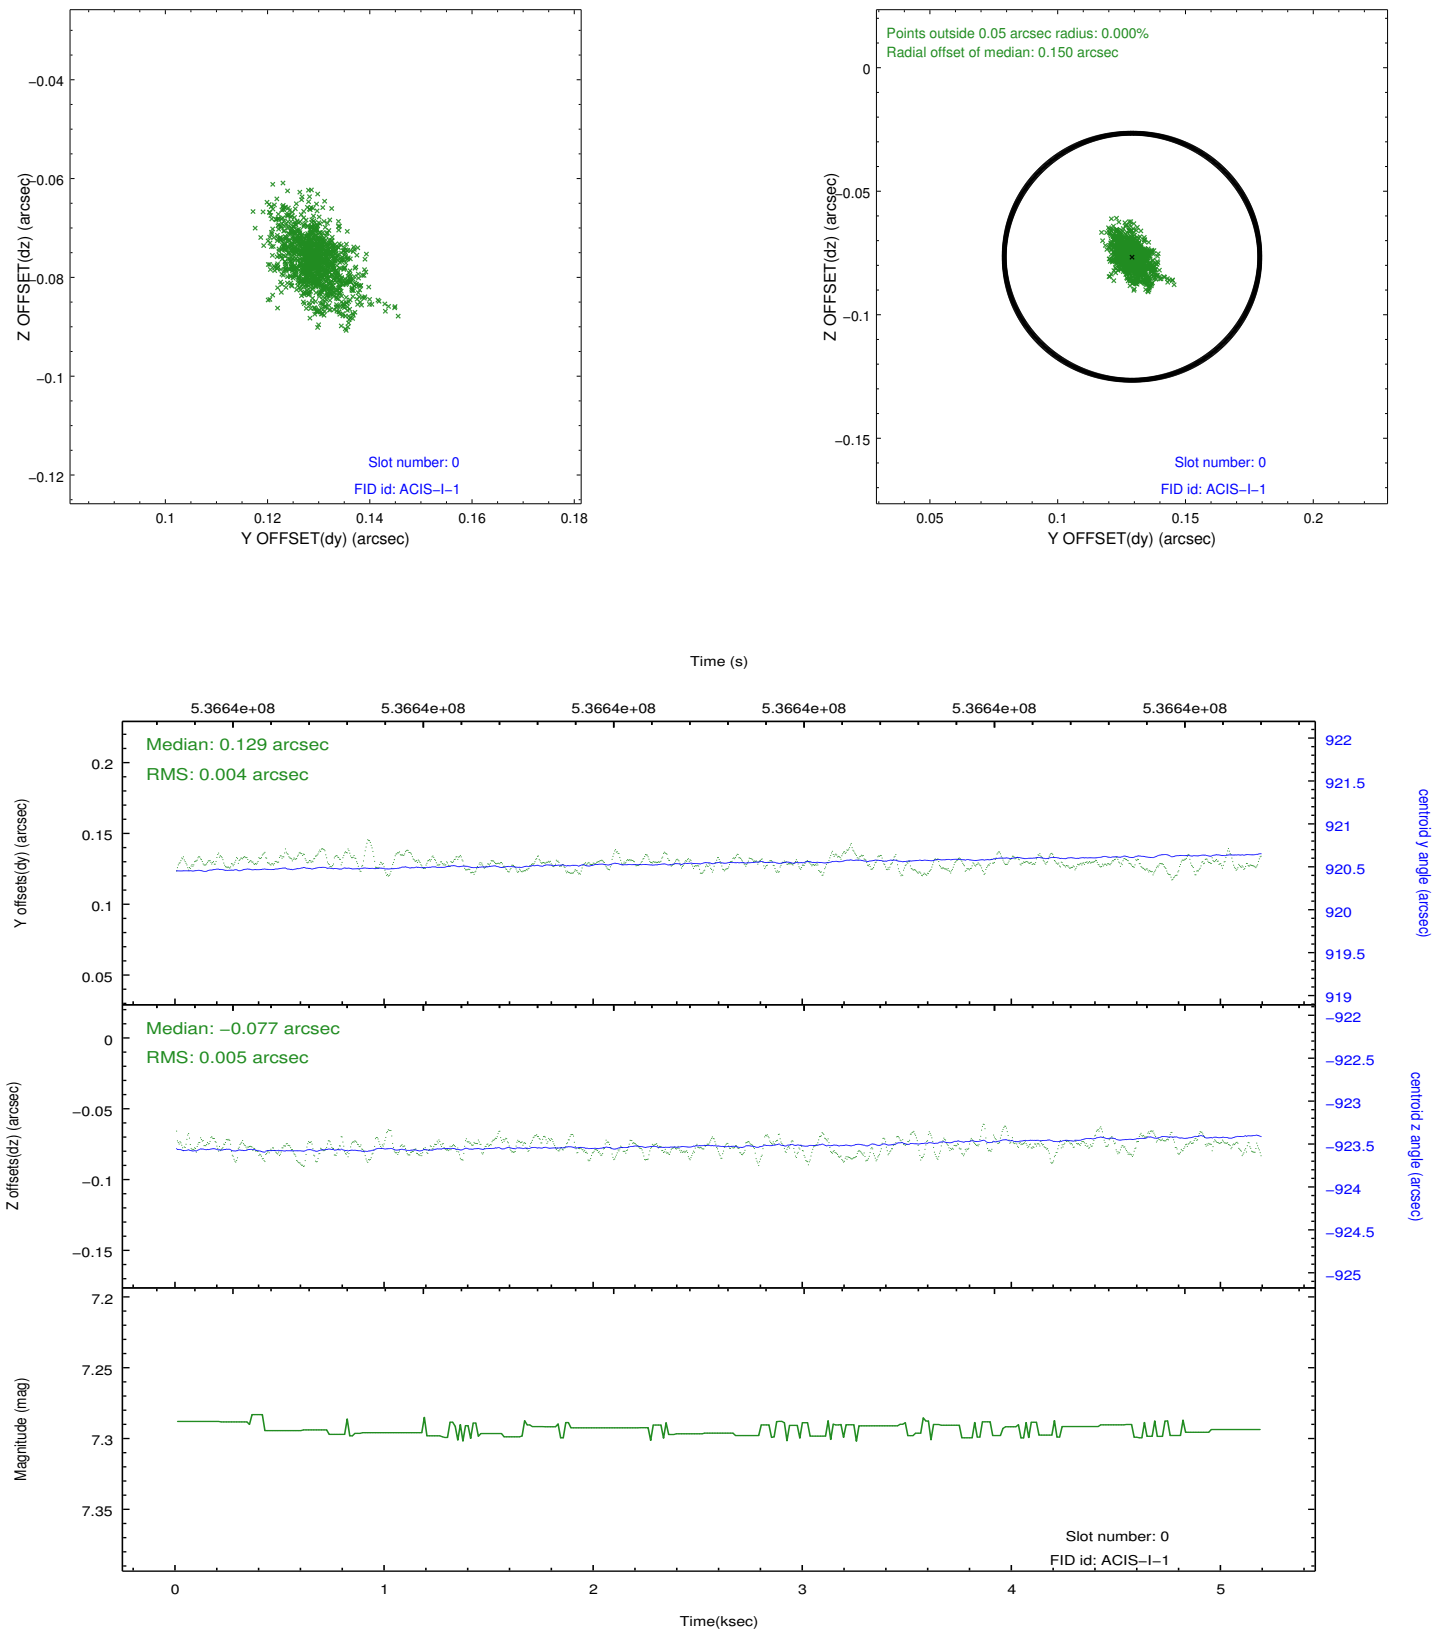 −0.04
−0.06
−0.08
−0.1
−0.12
Z OFFSET(dz) (arcsec)
Slot number: 0
FID id: ACIS−I−1
0.1 0.12 0.14 0.16 0.18
Y OFFSET(dy) (arcsec)
Points outside 0.05 arcsec radius: 0.000%
Radial offset of median: 0.150 arcsec
0
−0.05
−0.1
−0.15
Z OFFSET(dz) (arcsec)
Slot number: 0
FID id: ACIS−I−1
0.05 0.1 0.15 0.2
Y OFFSET(dy) (arcsec)
Time (s)
5.3664e+08 5.3664e+08 5.3664e+08 5.3664e+08 5.3664e+08 5.3664e+08
Median: 0.129 arcsec
RMS: 0.004 arcsec
0.2
0.15
0.1
0.05
Y offsets(dy) (arcsec)
922
921.5
921
920.5
920
919.5
919
centroid y angle (arcsec)
Median: −0.077 arcsec
RMS: 0.005 arcsec
0
−0.05
−0.1
−0.15
Z offsets(dz) (arcsec)
−922
−922.5
−923
−923.5
−924
−924.5
−925
centroid z angle (arcsec)
7.2
7.25
7.3
7.35
Magnitude (mag)
Slot number: 0
FID id: ACIS−I−1
0 1 2 3 4 5
Time(ksec)